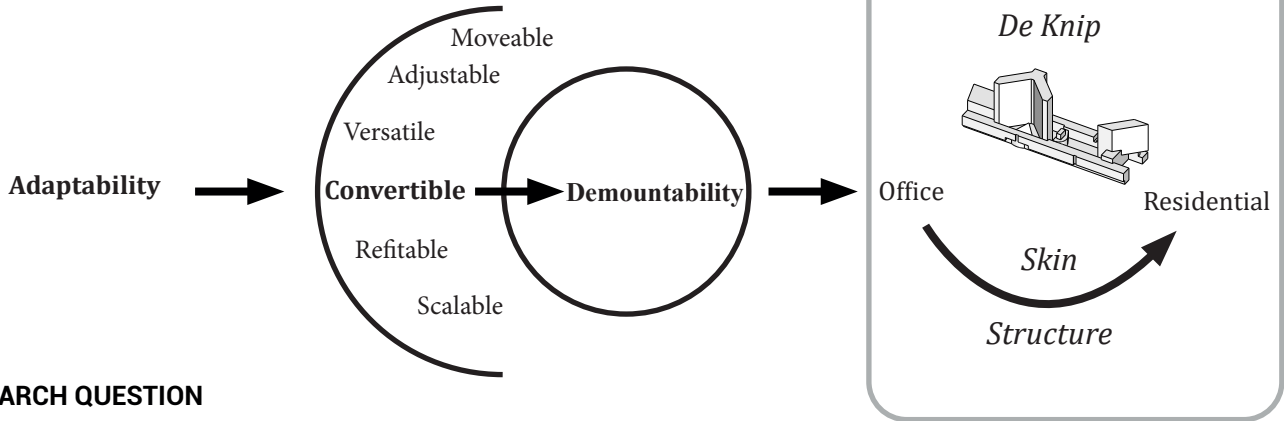 Adaptability
Moveable
Adjustable
Versatile
Convertible
Refitable
Scalable
Demountability
De Knip
Office
Residential
Skin
Structure
ARCH QUESTION